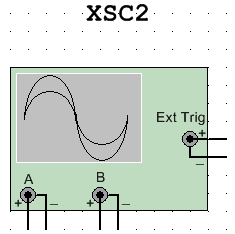 XSC2
Ext Trig
+
_
A
B
+ _ + _